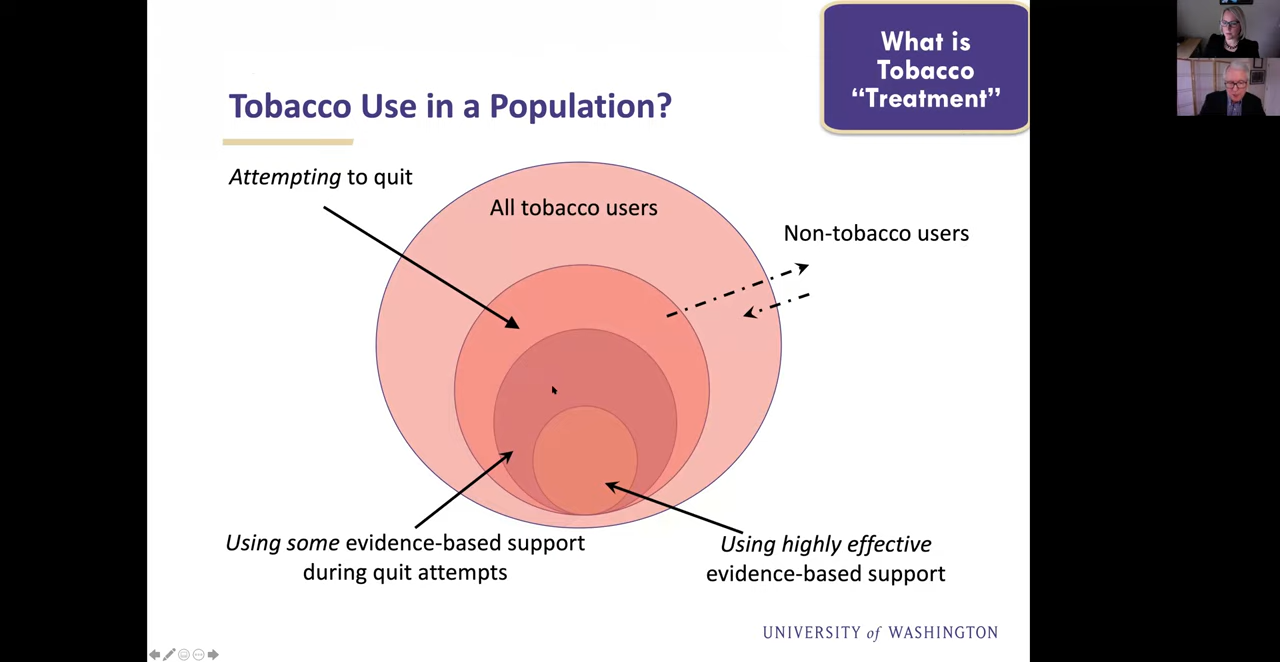 What is
Tobacco
“Treatment”
Tobacco Use in a Population?
Attempting to quit
All tobacco users
Non-tobacco users
Using some evidence-based support
during quit attempts
Using highly effective
evidence-based support
UNIVERSITY of WASHINGTON